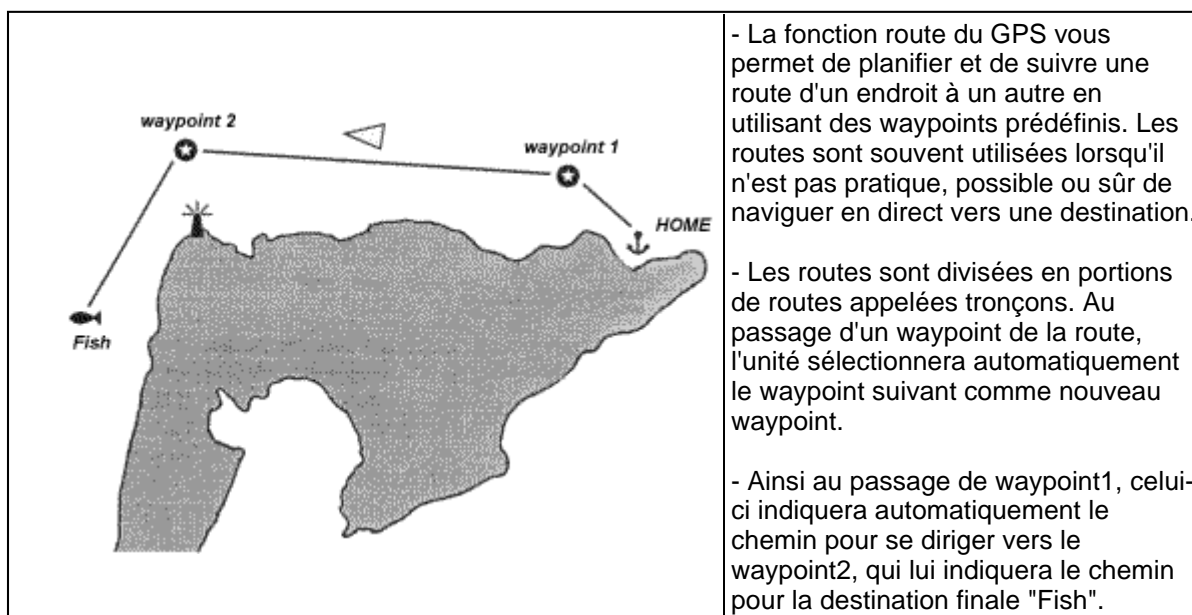 waypoint 2
waypoint 1
HOME
Fish
- La fonction route du GPS vous
permet de planifier et de suivre une
route d'un endroit à un autre en
utilisant des waypoints prédéfinis. Les
routes sont souvent utilisées lorsqu'il
n'est pas pratique, possible ou sûr de
naviguer en direct vers une destination.
- Les routes sont divisées en portions
de routes appelées tronçons. Au
passage d'un waypoint de la route,
l'unité sélectionnera automatiquement
le waypoint suivant comme nouveau
waypoint.
- Ainsi au passage de waypoint1, celui-
ci indiquera automatiquement le
chemin pour se diriger vers le
waypoint2, qui lui indiquera le chemin
pour la destination finale "Fish".